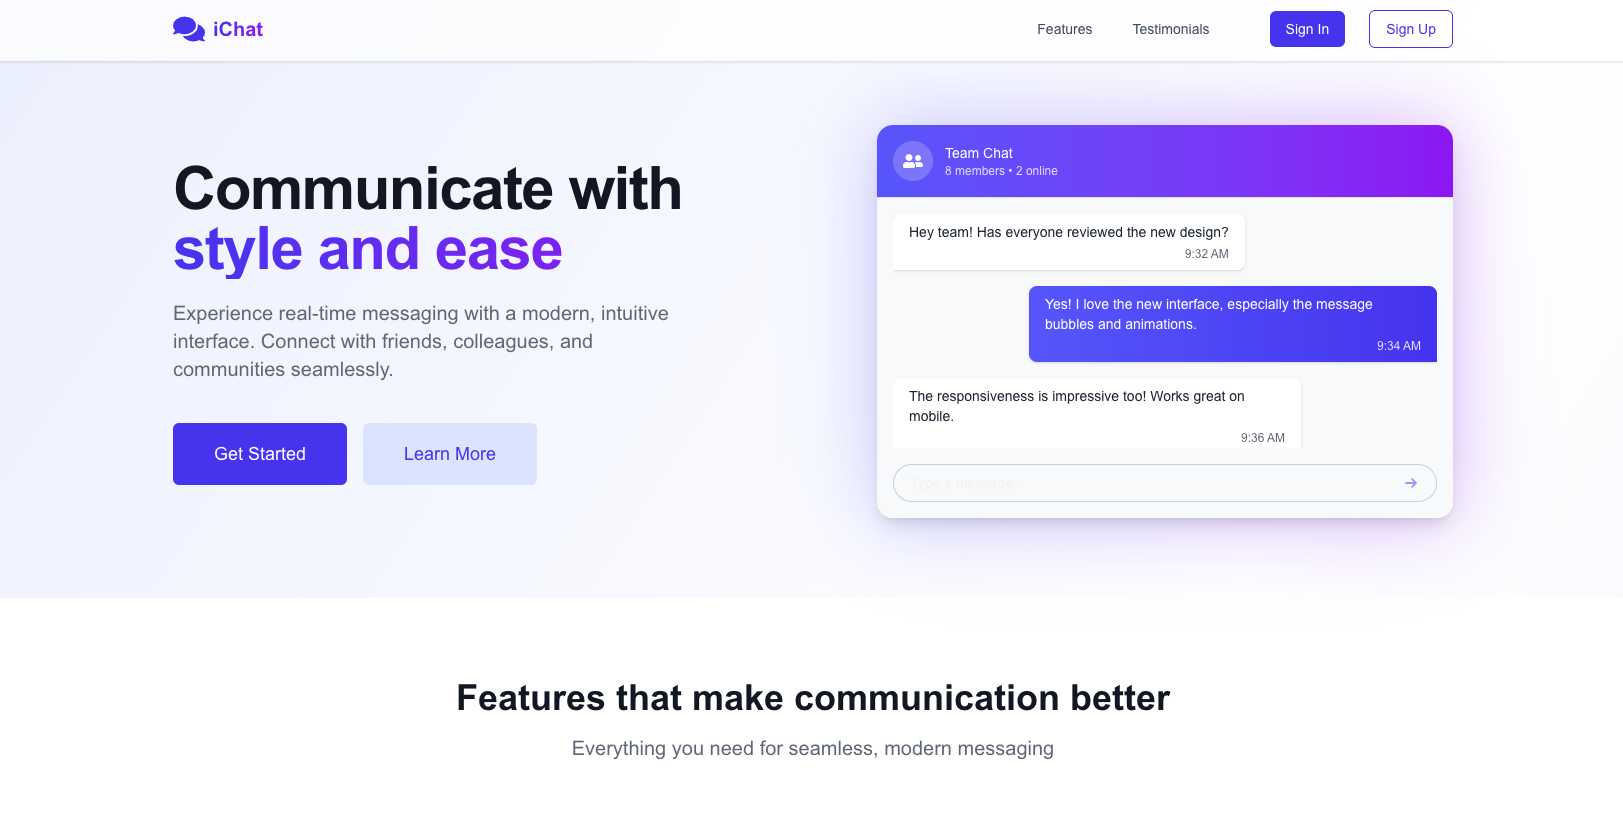 iChat
Features
Testimonials
Sign In
Sign Up
Communicate with
style and ease
Experience real-time messaging with a modern, intuitive
interface. Connect with friends, colleagues, and
communities seamlessly.
Get Started
Learn More
Team Chat
8 members • 2 online
Hey team! Has everyone reviewed the new design?
9:32 AM
Yes! I love the new interface, especially the message
bubbles and animations.
9:34 AM
The responsiveness is impressive too! Works great on
mobile.
9:36 AM
Type a message...
Features that make communication better
Everything you need for seamless, modern messaging